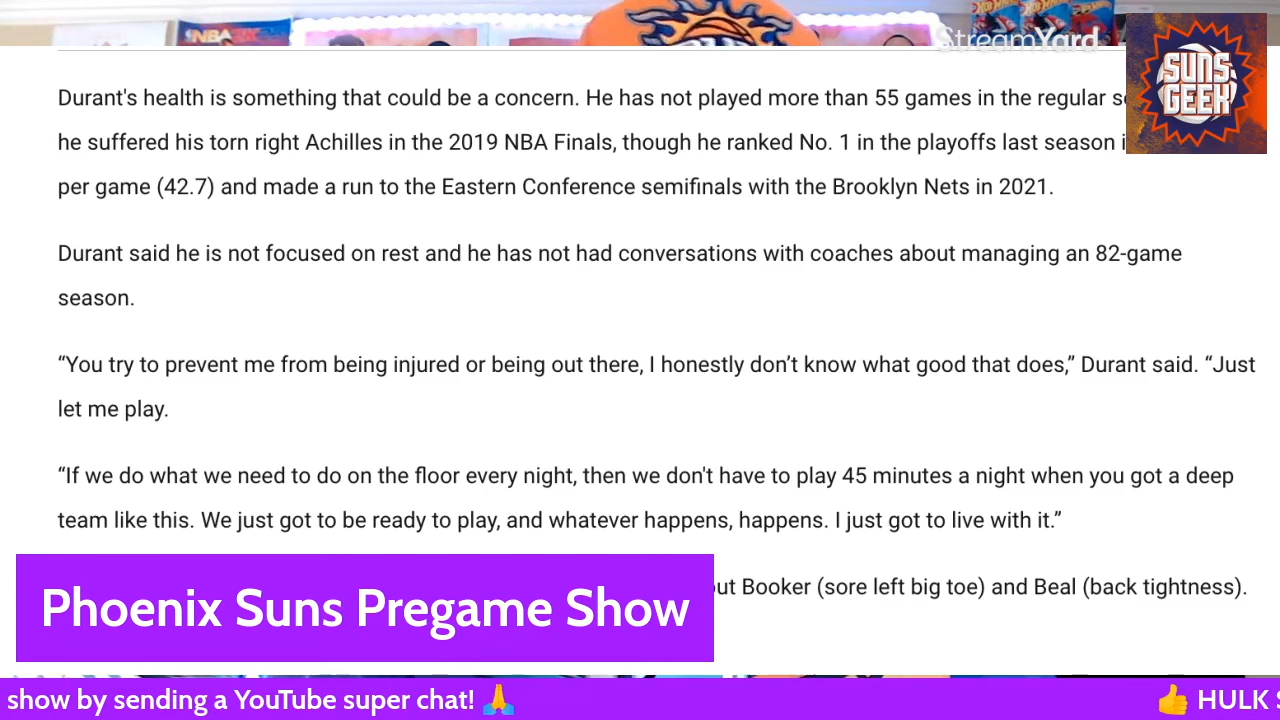 NBA
StreamYard
SUNS
GEEK
Durant's health is something that could be a concern. He has not played more than 55 games in the regular
he suffered his torn right Achilles in the 2019 NBA Finals, though he ranked No. 1 in the playoffs last season
per game (42.7) and made a run to the Eastern Conference semifinals with the Brooklyn Nets in 2021.
Durant said he is not focused on rest and he has not had conversations with coaches about managing an 82-game
season.
“You try to prevent me from being injured or being out there, I honestly don’t know what good that does,” Durant said. “Just
let me play.
“If we do what we need to do on the floor every night, then we don't have to play 45 minutes a night when you got a deep
team like this. We just got to be ready to play, and whatever happens, happens. I just got to live with it.”
Booker (sore left big toe) and Beal (back tightness).
Phoenix Suns Pregame Show
show by sending a YouTube super chat! 🙏 👍 HULK